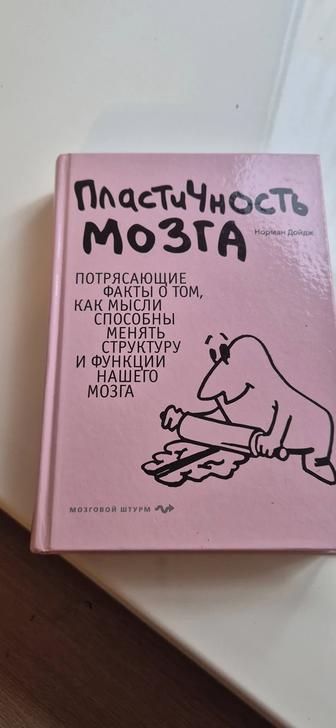 ПластиЧность
МОЗГА
Норман Дойдж
ПОТРЯСАЮЩИЕ
ФАКТЫ О ТОМ,
КАК МЫСЛИ
СПОСОБНЫ
МЕНЯТЬ
СТРУКТУРУ
И ФУНКЦИИ
НАШЕГО
МОЗГА
МОЗГОВОЙ ШТУРМ